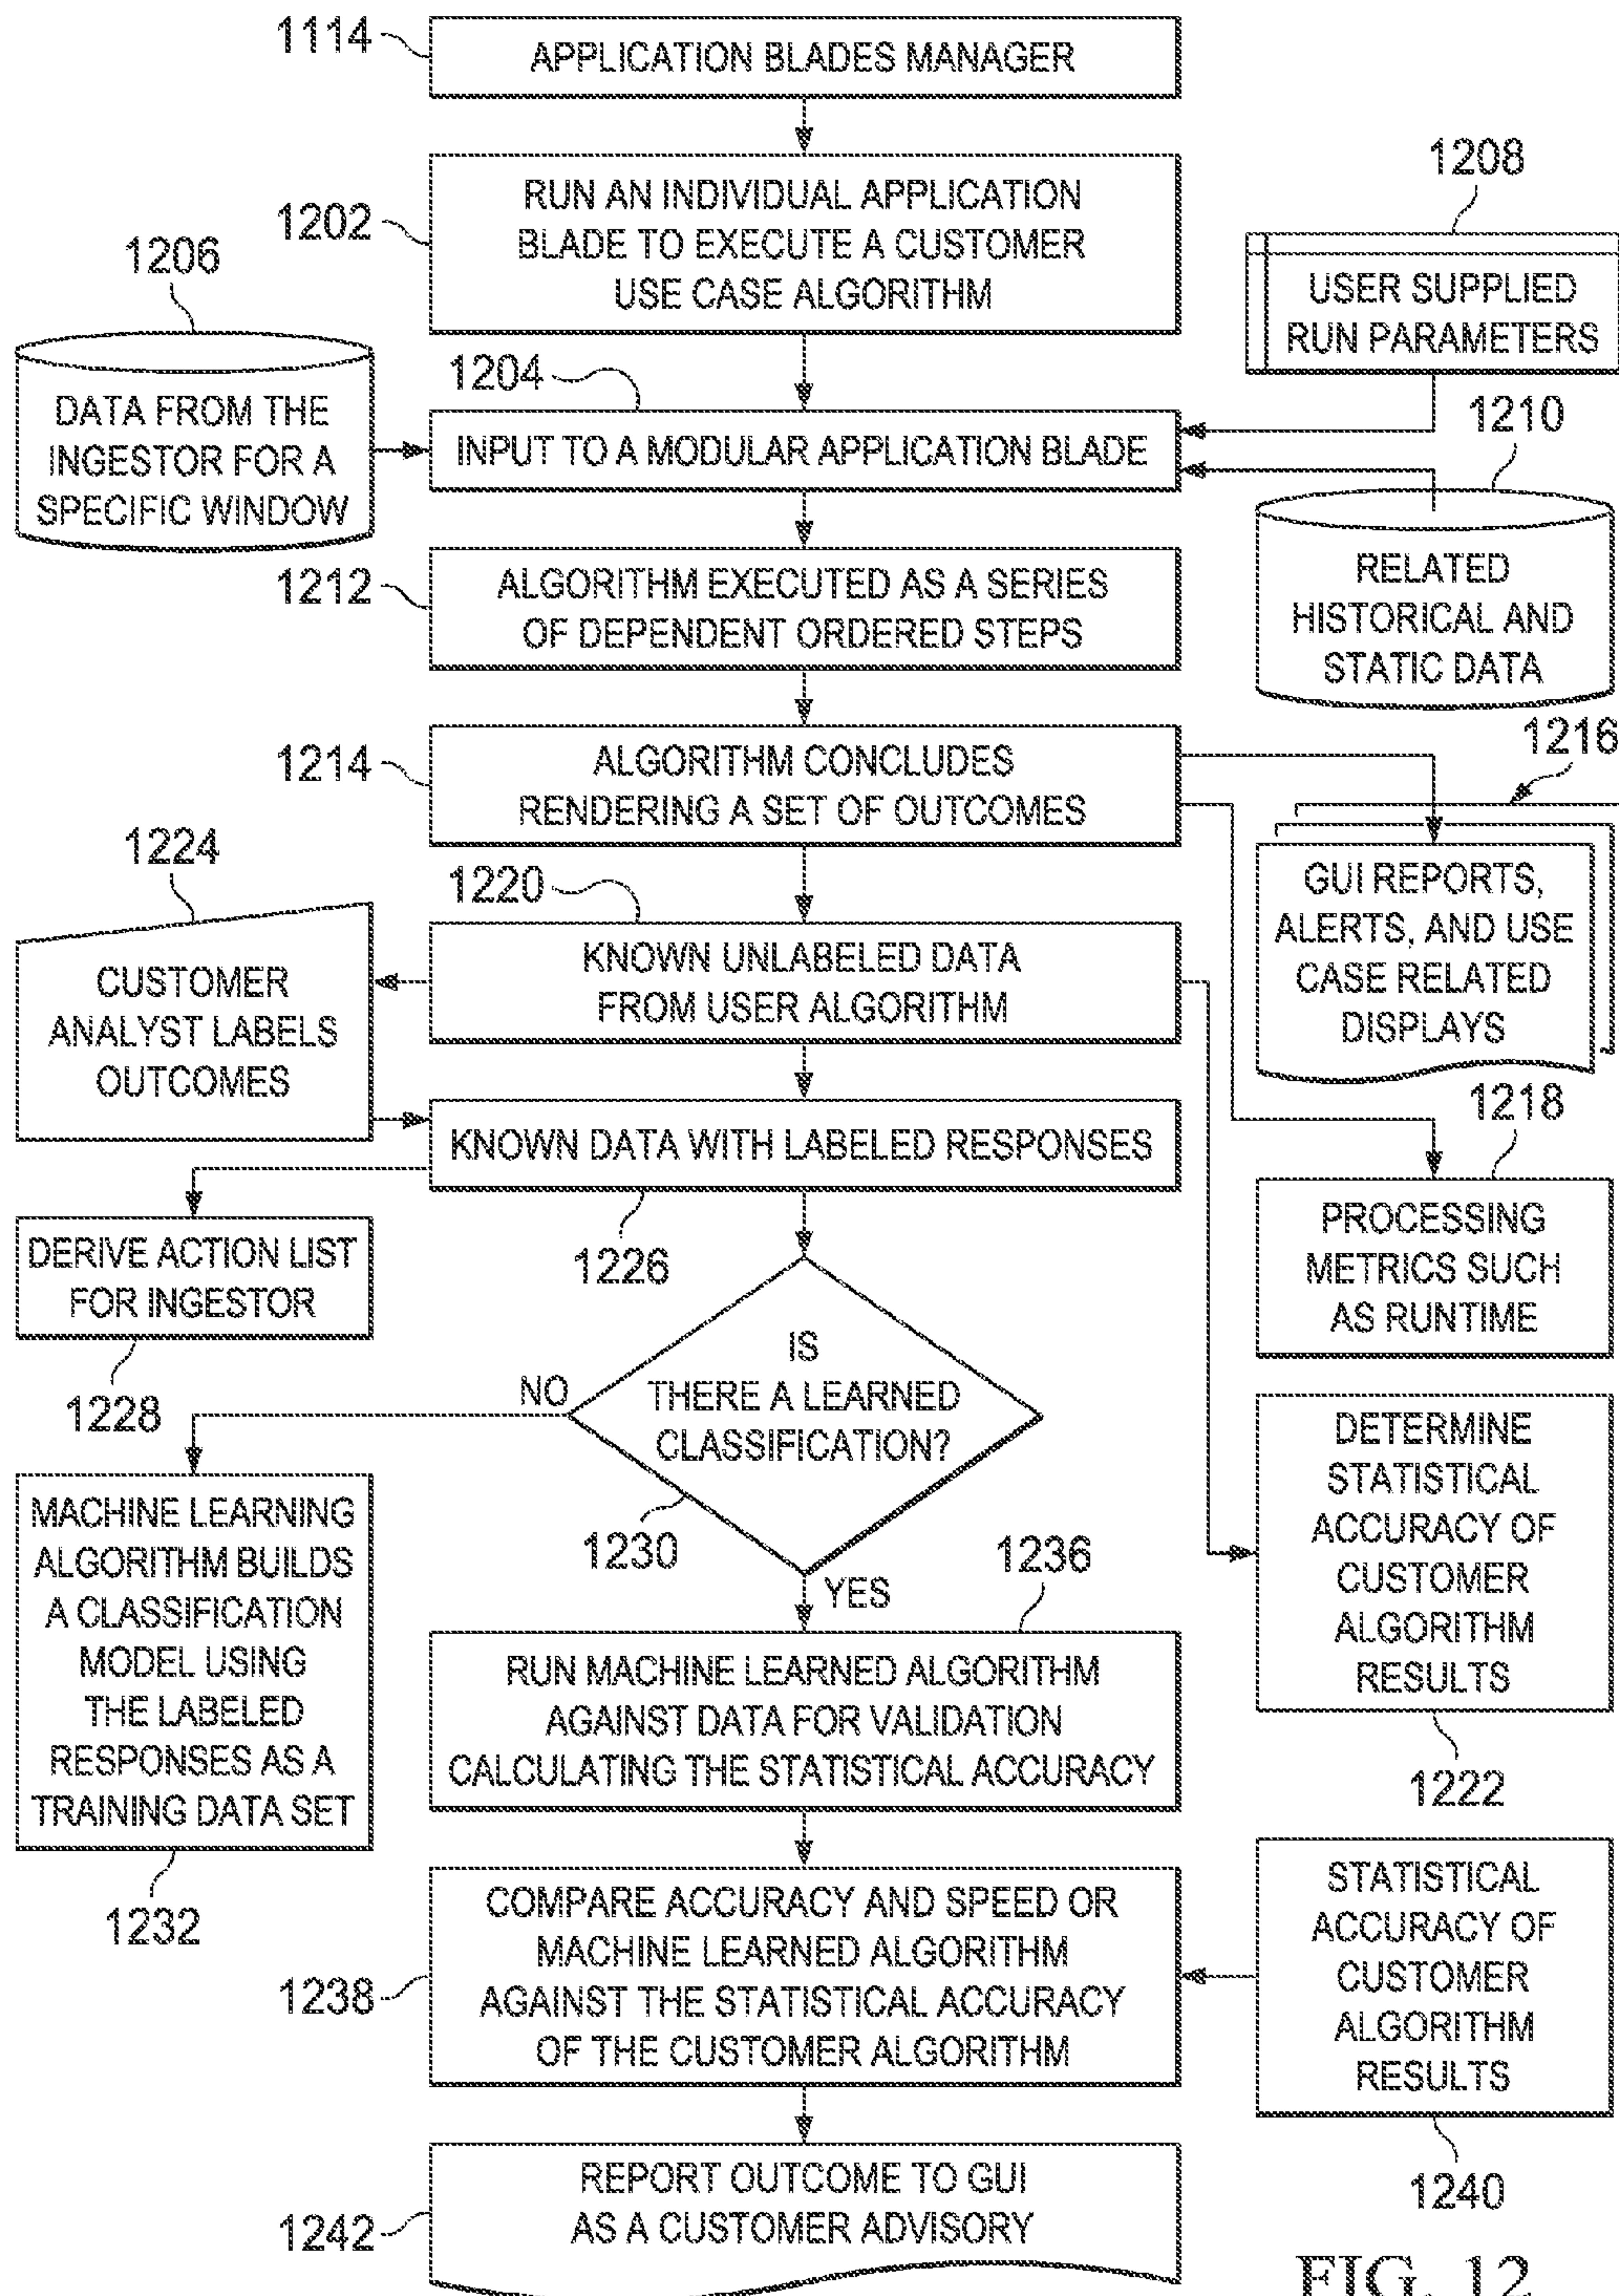 1114
APPLICATION BLADES MANAGER
1202
RUN AN INDIVIDUAL APPLICATION
BLADE TO EXECUTE A CUSTOMER
USE CASE ALGORITHM
1208
USER SUPPLIED
RUN PARAMETERS
1206
DATA FROM THE
INGESTOR FOR A
SPECIFIC WINDOW
1204
INPUT TO A MODULAR APPLICATION BLADE
1210
RELATED
HISTORICAL AND
STATIC DATA
1212
ALGORITHM EXECUTED AS A SERIES
OF DEPENDENT ORDERED STEPS
1214
ALGORITHM CONCLUDES
RENDERING A SET OF OUTCOMES
1216
GUI REPORTS,
ALERTS, AND USE
CASE RELATED
DISPLAYS
1224
CUSTOMER
ANALYST LABELS
OUTCOMES
1220
KNOWN UNLABELED DATA
FROM USER ALGORITHM
1218
PROCESSING
METRICS SUCH
AS RUNTIME
KNOWN DATA WITH LABELED RESPONSES
1226
DERIVE ACTION LIST
FOR INGESTOR
1228
IS
THERE A LEARNED
CLASSIFICATION?
NO
1230
YES
DETERMINE
STATISTICAL
ACCURACY OF
CUSTOMER
ALGORITHM
RESULTS
1222
MACHINE LEARNING
ALGORITHM BUILDS
A CLASSIFICATION
MODEL USING
THE LABELED
RESPONSES AS A
TRAINING DATA SET
1232
1236
RUN MACHINE LEARNED ALGORITHM
AGAINST DATA FOR VALIDATION
CALCULATING THE STATISTICAL ACCURACY
1238
COMPARE ACCURACY AND SPEED OR
MACHINE LEARNED ALGORITHM
AGAINST THE STATISTICAL ACCURACY
OF THE CUSTOMER ALGORITHM
STATISTICAL
ACCURACY OF
CUSTOMER
ALGORITHM
RESULTS
1240
1242
REPORT OUTCOME TO GUI
AS A CUSTOMER ADVISORY
FIG. 12